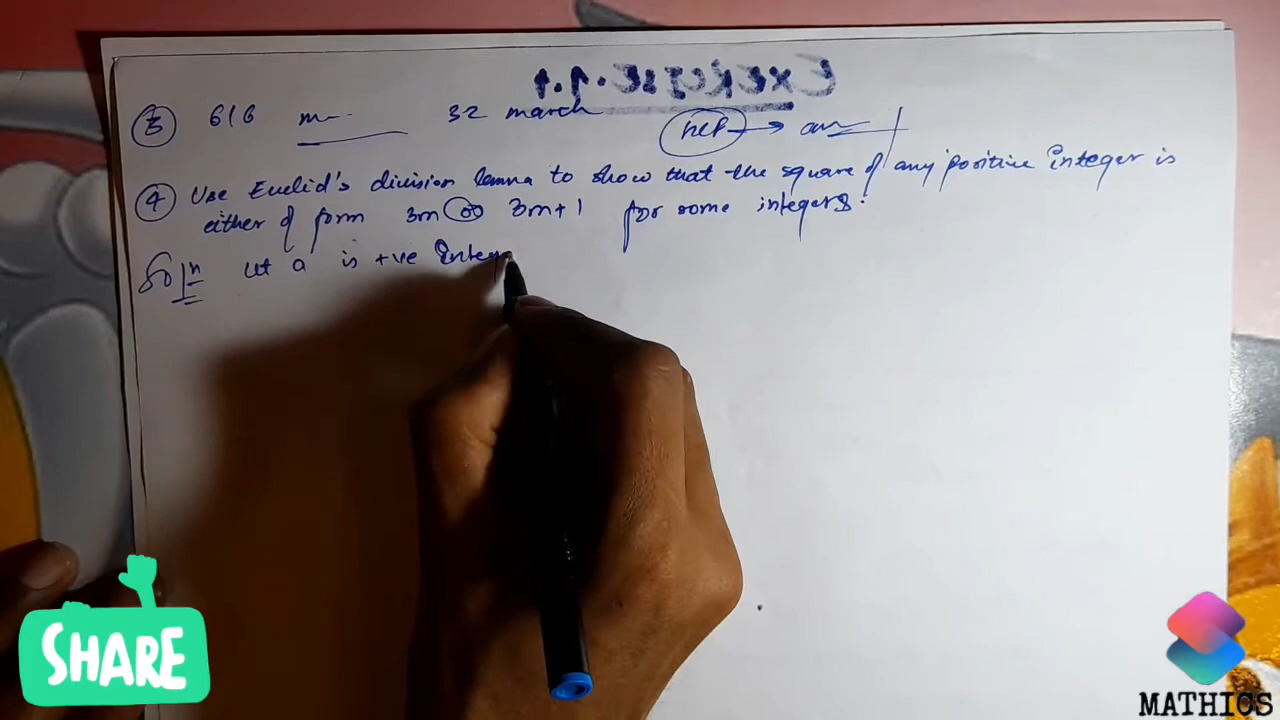 EXERCISE·1.1
③ 616 32 march
HCF → an
④ Use Euclid's division lemma to show that the square of any positive Integer is
either of form 3m or 3m+1 for some integers.
Solⁿ let a is +ve Integ
SHARE
MATHICS